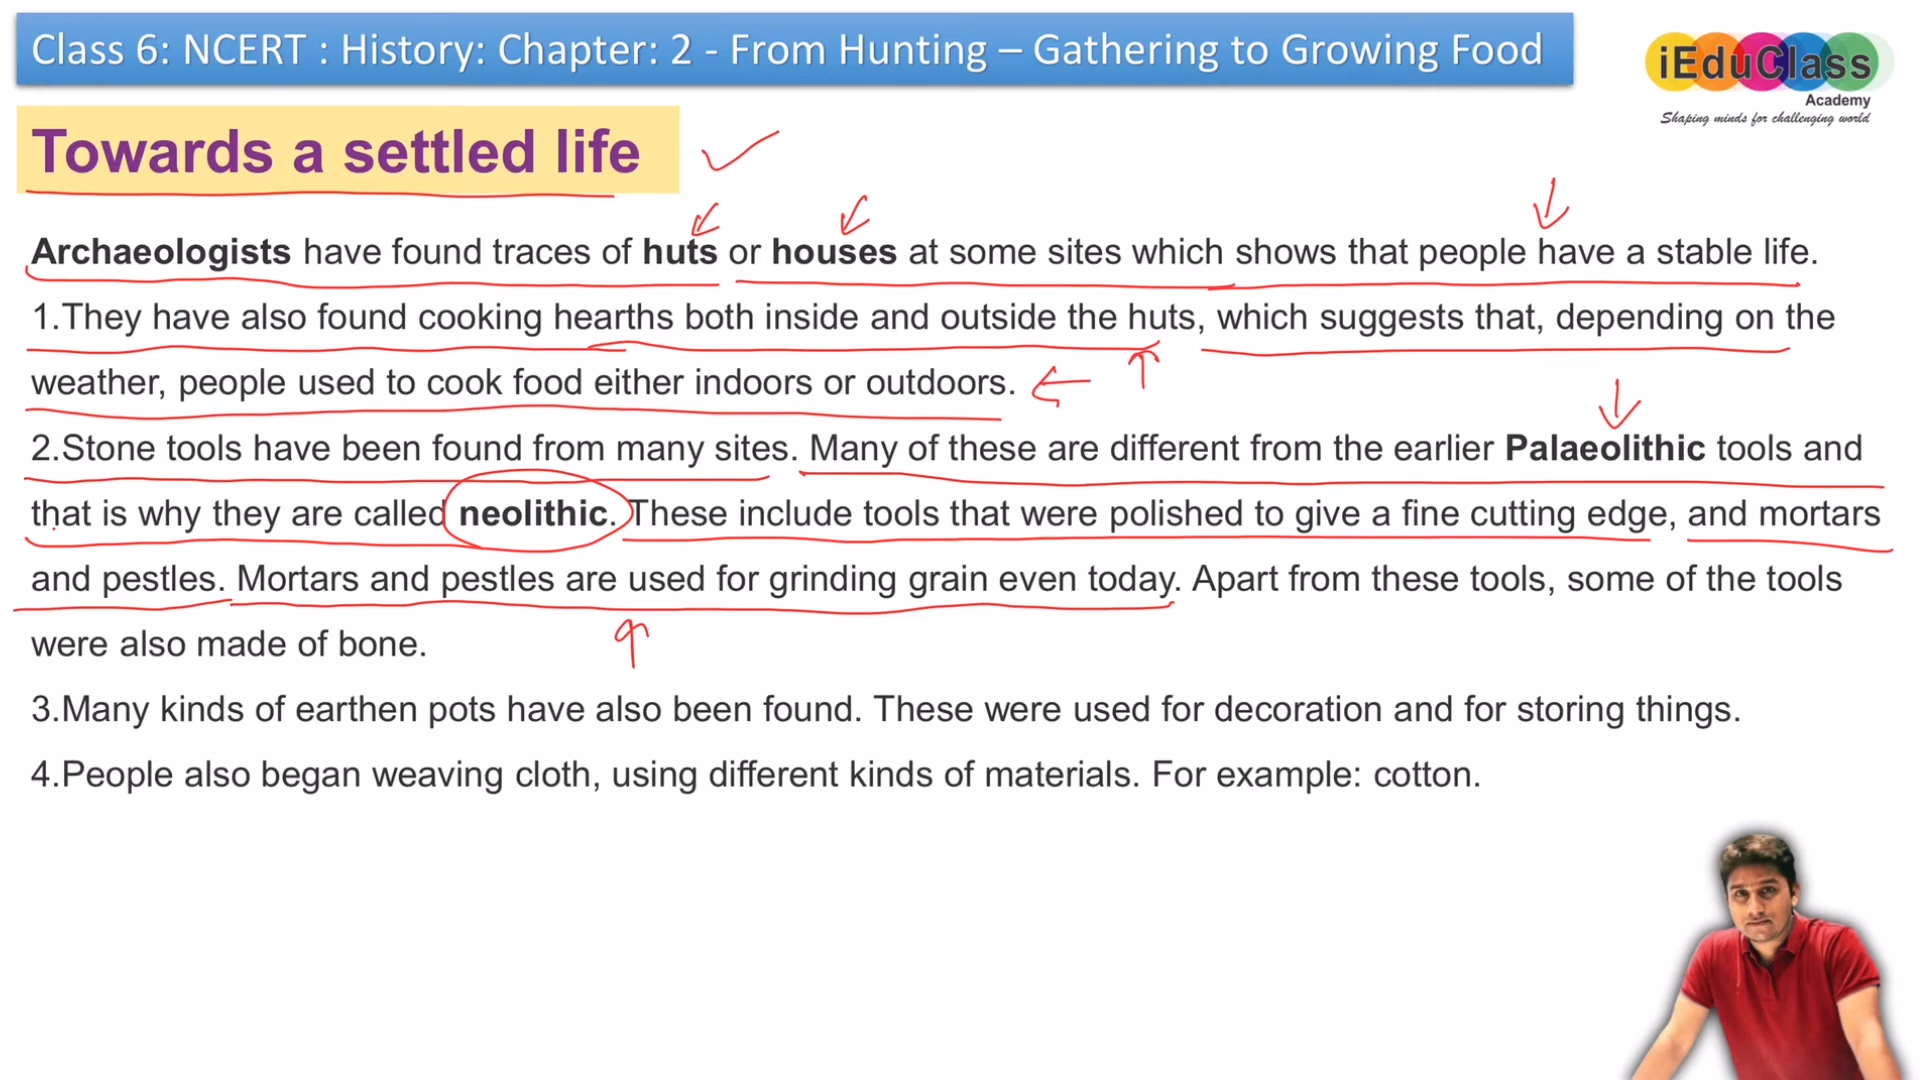 Class 6: NCERT : History: Chapter: 2 - From Hunting – Gathering to Growing Food
iEduClass
Academy
Shaping minds for challenging world
Towards a settled life
Archaeologists have found traces of huts or houses at some sites which shows that people have a stable life.
1.They have also found cooking hearths both inside and outside the huts, which suggests that, depending on the
weather, people used to cook food either indoors or outdoors.
2.Stone tools have been found from many sites. Many of these are different from the earlier Palaeolithic tools and
that is why they are called neolithic. These include tools that were polished to give a fine cutting edge, and mortars
and pestles. Mortars and pestles are used for grinding grain even today. Apart from these tools, some of the tools
were also made of bone.
3.Many kinds of earthen pots have also been found. These were used for decoration and for storing things.
4.People also began weaving cloth, using different kinds of materials. For example: cotton.